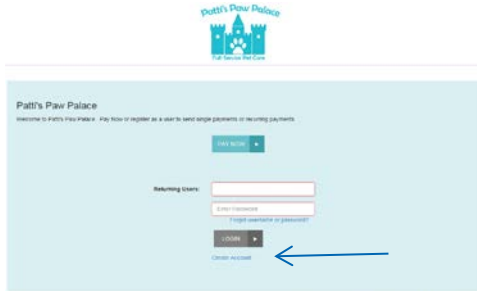 Patti's Paw Palace
Full Service Pet Care
Patti's Paw Palace
Welcome to Patti's Paw Palace. Pay Now or register as a user to send single payments or recurring payments.
PAY NOW
Returning Users:
Enter Password
Forgot username or password?
LOGIN
Create Account